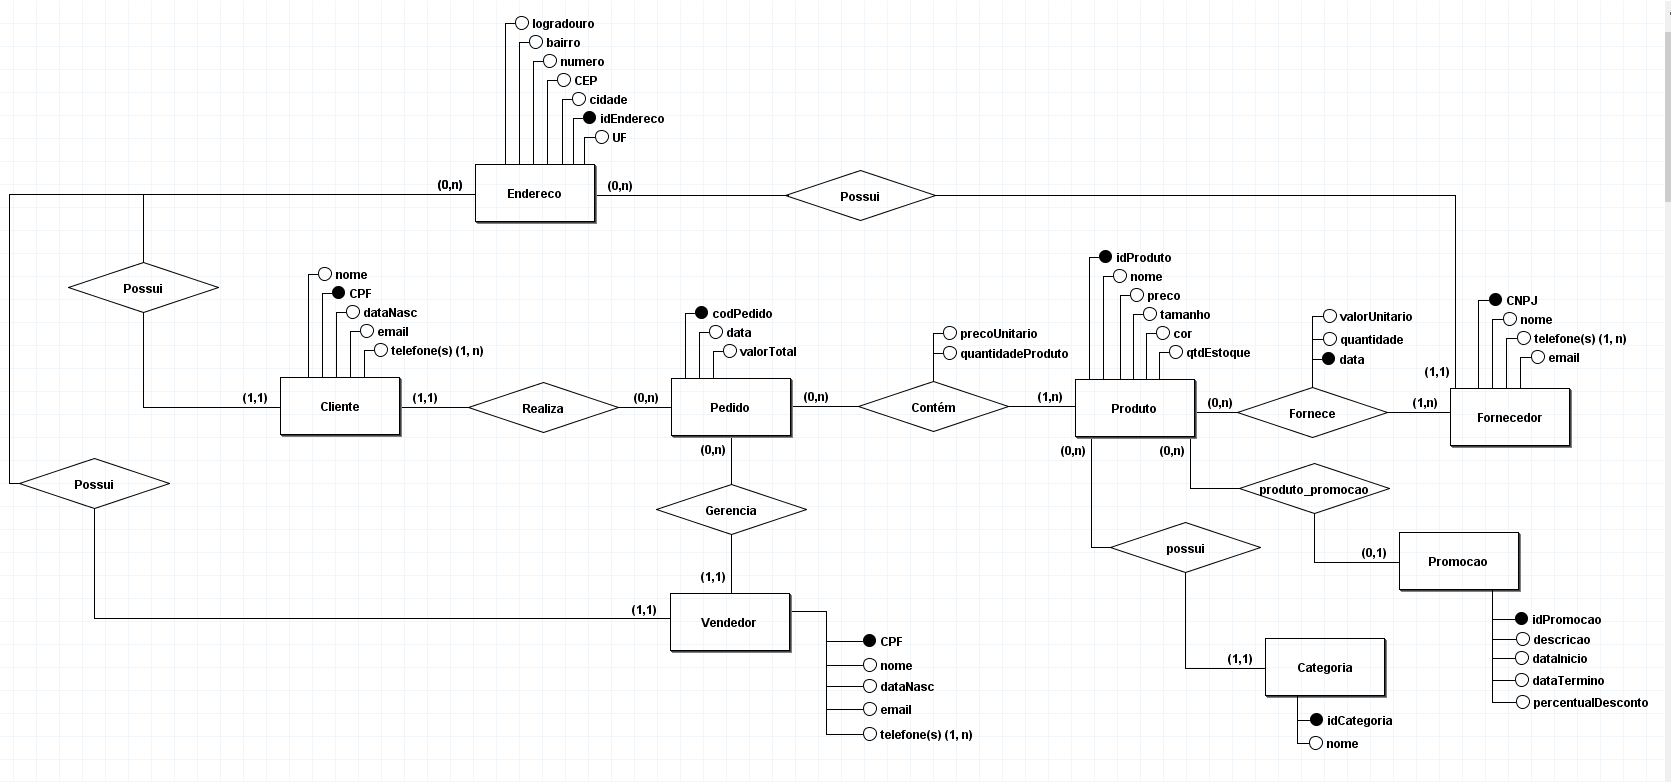 logradouro
bairro
numero
CEP
cidade
idEndereco
UF
(0,n)
Endereco
(0,n)
Possui
Possui
nome
CPF
dataNasc
email
telefone(s) (1, n)
(1,1)
Cliente
(1,1)
Realiza
(0,n)
codPedido
data
valorTotal
Pedido
(0,n)
precoUnitario
quantidadeProduto
Contém
(1,n)
idProduto
nome
preco
tamanho
cor
qtdEstoque
Produto
(0,n)
valorUnitario
quantidade
data
Fornece
(1,n)
(1,1)
CNPJ
nome
telefone(s) (1, n)
email
Fornecedor
(0,n)
(0,n)
(0,n)
Possui
Gerencia
produto_promocao
possui
(0,1)
Promocao
(1,1)
(1,1)
Vendedor
CPF
nome
dataNasc
email
telefone(s) (1, n)
(1,1)
Categoria
idCategoria
nome
idPromocao
descricao
dataInicio
dataTermino
percentualDesconto